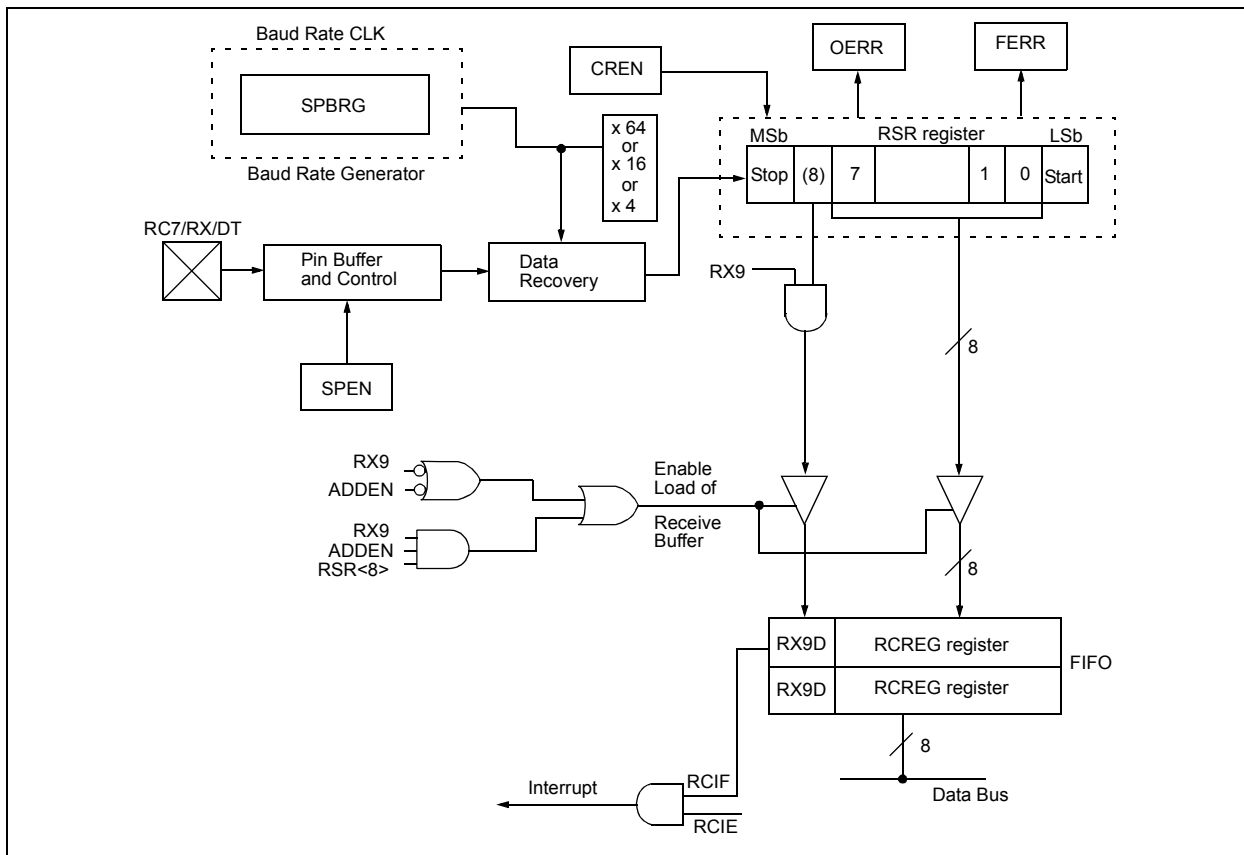 Baud Rate CLK
SPBRG
Baud Rate Generator
CREN
OERR
FERR
x 64
or
x 16
or
x 4
MSb
RSR register
LSb
Stop
(8)
7
1
0
Start
RC7/RX/DT
Pin Buffer
and Control
Data
Recovery
RX9
8
SPEN
RX9
ADDEN
Enable
Load of
Receive
Buffer
RX9
ADDEN
RSR<8>
8
RX9D
RCREG register
RX9D
RCREG register
FIFO
8
Data Bus
Interrupt
RCIF
RCIE